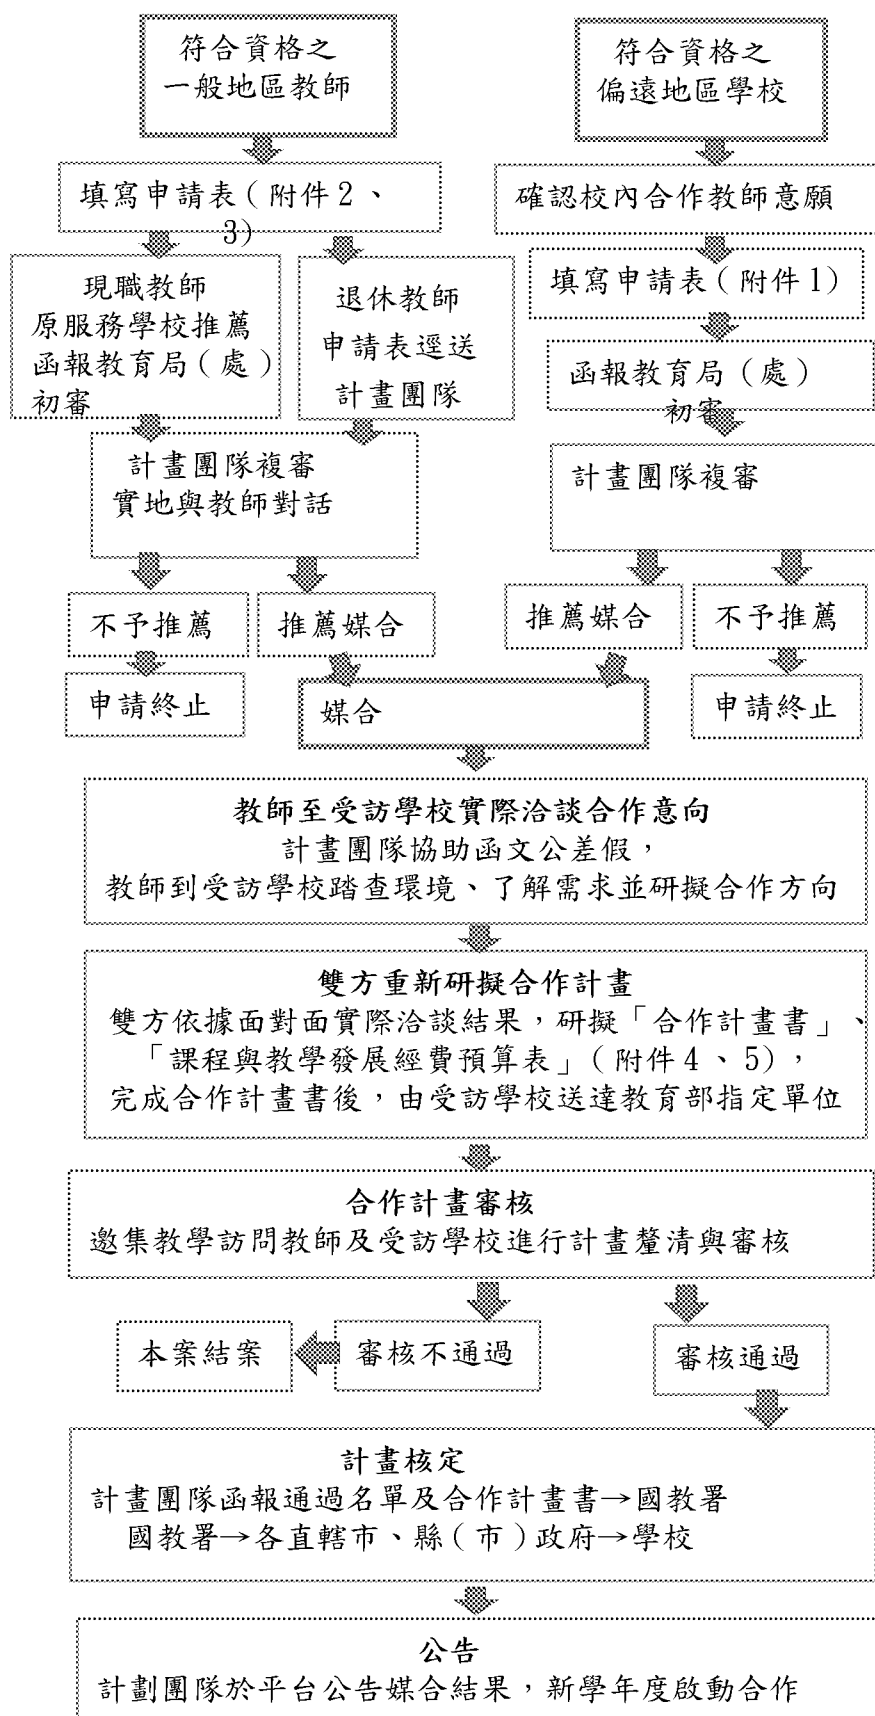 符合資格之
一般地區教師
符合資格之
偏遠地區學校
填寫申請表（附件2、
3)
確認校內合作教師意願
現職教師
原服務學校推薦
函報教育局（處）
初審
退休教師
申請表逕送
計畫團隊
填寫申請表（附件1）
函報教育局（處）
初審
計畫團隊複審
實地與教師對話
計畫團隊複審
不予推薦
推薦媒合
推薦媒合
不予推薦
申請終止
媒合
申請終止
教師至受訪學校實際洽談合作意向
計畫團隊協助函文公差假，
教師到受訪學校踏查環境、了解需求並研擬合作方向
雙方重新研擬合作計畫
雙方依據面對面實際洽談結果，研擬「合作計畫書」、
「課程與教學發展經費預算表」（附件4、5），
完成合作計畫書後，由受訪學校送達教育部指定單位
合作計畫審核
邀集教學訪問教師及受訪學校進行計畫釐清與審核
本案結案
審核不通過
審核通過
計畫核定
計畫團隊函報通過名單及合作計畫書→國教署
國教署→各直轄市、縣（市）政府→學校
公告
計劃團隊於平台公告媒合結果，新學年度啟動合作